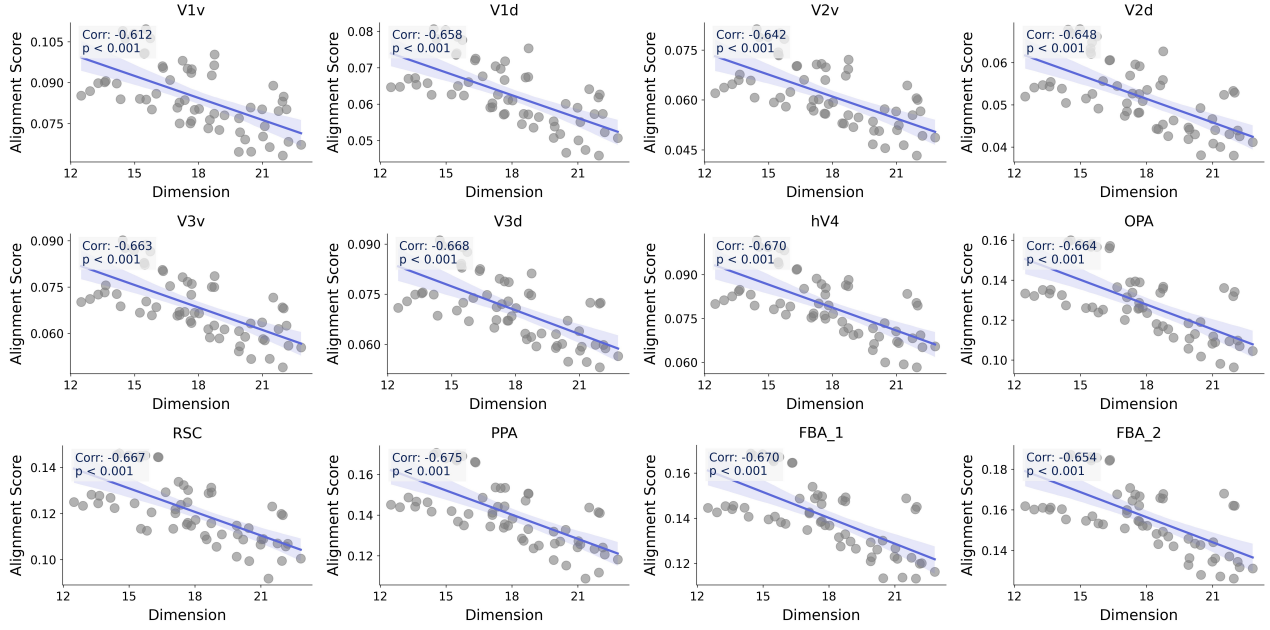 V1v
Corr: -0.612
p < 0.001
Alignment Score
0.105
0.090
0.075
12 15 18 21
Dimension
V1d
Corr: -0.658
p < 0.001
Alignment Score
0.08
0.07
0.06
0.05
12 15 18 21
Dimension
V2v
Corr: -0.642
p < 0.001
Alignment Score
0.075
0.060
0.045
12 15 18 21
Dimension
V2d
Corr: -0.648
p < 0.001
Alignment Score
0.06
0.05
0.04
12 15 18 21
Dimension
V3v
Corr: -0.663
p < 0.001
Alignment Score
0.090
0.075
0.060
12 15 18 21
Dimension
V3d
Corr: -0.668
p < 0.001
Alignment Score
0.090
0.075
0.060
12 15 18 21
Dimension
hV4
Corr: -0.670
p < 0.001
Alignment Score
0.090
0.075
0.060
12 15 18 21
Dimension
OPA
Corr: -0.664
p < 0.001
Alignment Score
0.16
0.14
0.12
0.10
12 15 18 21
Dimension
RSC
Corr: -0.667
p < 0.001
Alignment Score
0.14
0.12
0.10
12 15 18 21
Dimension
PPA
Corr: -0.675
p < 0.001
Alignment Score
0.16
0.14
0.12
12 15 18 21
Dimension
FBA_1
Corr: -0.670
p < 0.001
Alignment Score
0.16
0.14
0.12
12 15 18 21
Dimension
FBA_2
Corr: -0.654
p < 0.001
Alignment Score
0.18
0.16
0.14
12 15 18 21
Dimension